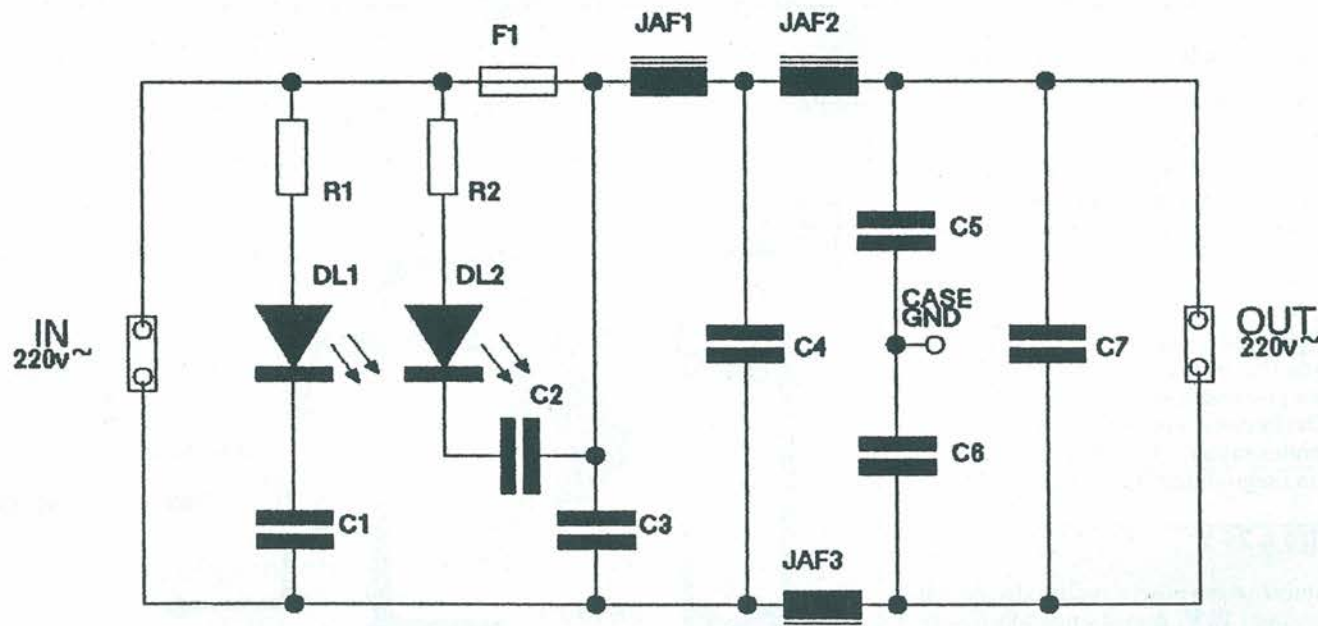 F1
JAF1
JAF2
R1
R2
DL1
DL2
C5
CASE
GND
IN
220v~
C4
C7
OUT
220v~
C2
C6
C1
C3
JAF3